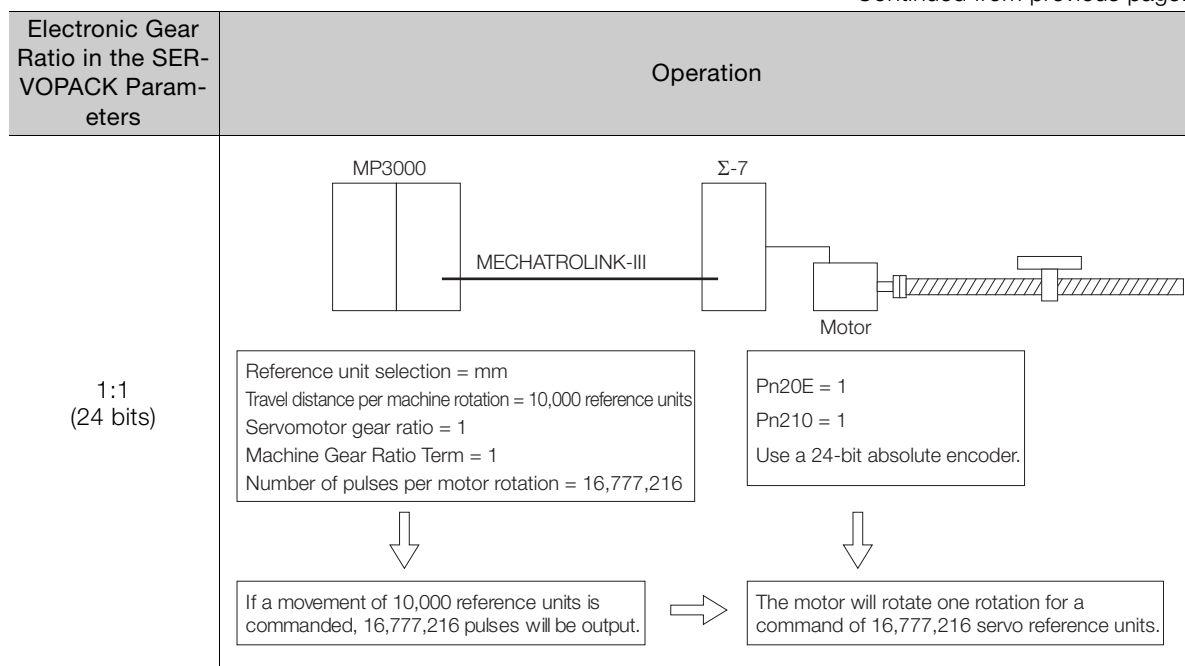 Continued from previous page.
Electronic Gear
Ratio in the SER-
VOPACK Param-
eters
Operation
MP3000
Σ-7
MECHATROLINK-III
Motor
1:1
(24 bits)
Reference unit selection = mm
Travel distance per machine rotation = 10,000 reference units
Servomotor gear ratio = 1
Machine Gear Ratio Term = 1
Number of pulses per motor rotation = 16,777,216
Pn20E = 1
Pn210 = 1
Use a 24-bit absolute encoder.
If a movement of 10,000 reference units is
commanded, 16,777,216 pulses will be output.
The motor will rotate one rotation for a
command of 16,777,216 servo reference units.